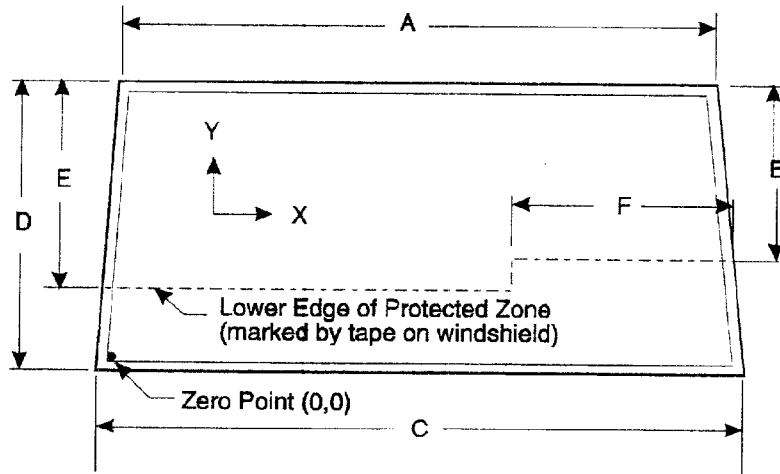 A
Y
B
E
X
F
D
Lower Edge of Protected Zone
(marked by tape on windshield)
Zero Point (0,0)
C